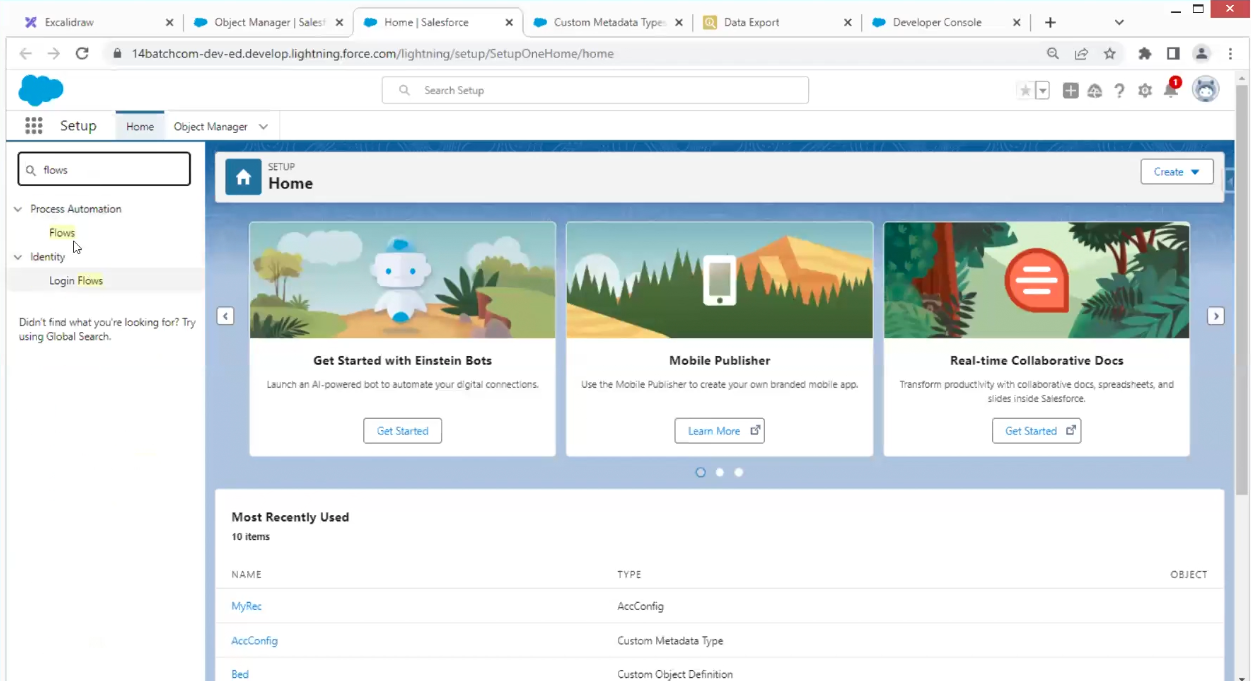 Excalidraw
Object Manager | Salesf
Home | Salesforce
Custom Metadata Types
Data Export
Developer Console
14batchcom-dev-ed.develop.lightning.force.com/lightning/setup/SetupOneHome/home
Search Setup
1
Setup
Home
Object Manager
flows
Process Automation
Flows
Identity
Login Flows
Didn't find what you're looking for? Try
using Global Search.
SETUP
Home
Create
Get Started with Einstein Bots
Launch an AI-powered bot to automate your digital connections.
Get Started
Mobile Publisher
Use the Mobile Publisher to create your own branded mobile app.
Learn More
Real-time Collaborative Docs
Transform productivity with collaborative docs, spreadsheets, and
slides inside Salesforce.
Get Started
Most Recently Used
10 items
NAME TYPE OBJECT
MyRec AccConfig
AccConfig Custom Metadata Type
Bed Custom Object Definition